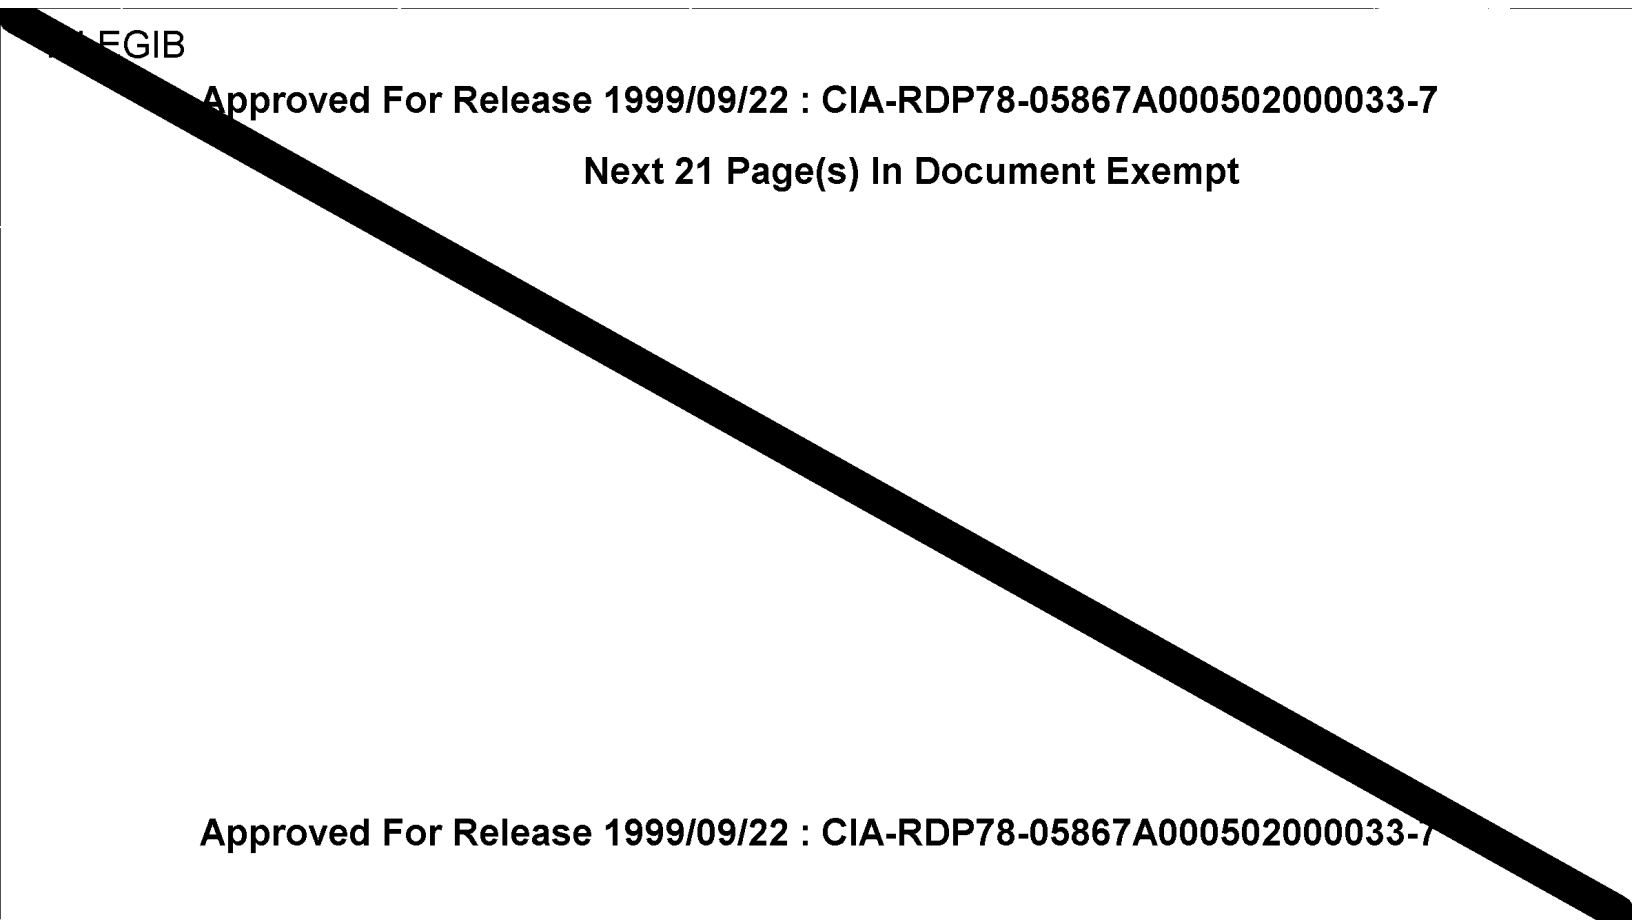 EGIB
Approved For Release 1999/09/22 : CIA-RDP78-05867A000502000033-7
Next 21 Page(s) In Document Exempt
Approved For Release 1999/09/22 : CIA-RDP78-05867A000502000033-7